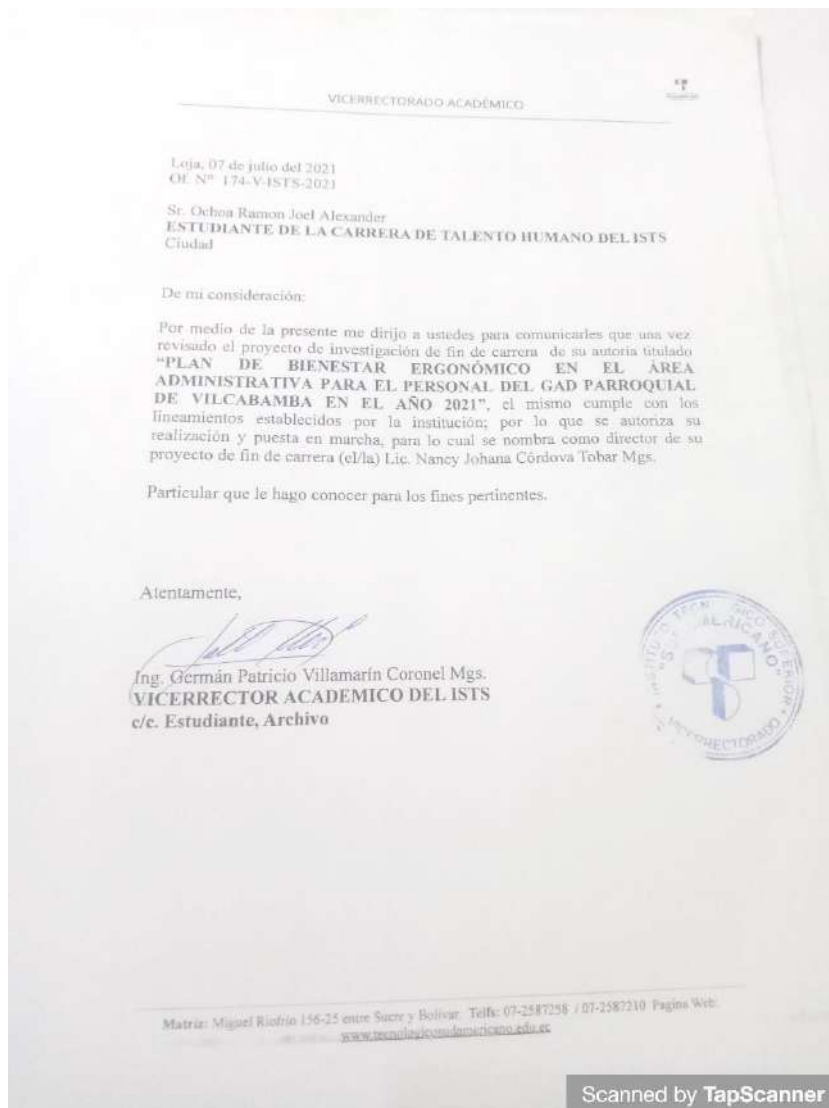 VICERRECTORADO ACADÉMICO
Loja, 07 de julio del 2021
Of. N° 174-V-ISTS-2021
Sr. Ochoa Ramon Joel Alexander
ESTUDIANTE DE LA CARRERA DE TALENTO HUMANO DEL ISTS
Ciudad
De mi consideración:
Por medio de la presente me dirijo a ustedes para comunicarles que una vez
revisado el proyecto de investigación de fin de carrera de su autoria titulado
“PLAN DE BIENESTAR ERGONÓMICO EN EL ÁREA
ADMINISTRATIVA PARA EL PERSONAL DEL GAD PARROQUIAL
DE VILCABAMBA EN EL AÑO 2021”, el mismo cumple con los
lineamientos establecidos por la institución; por lo que se autoriza su
realización y puesta en marcha, para lo cual se nombra como director de su
proyecto de fin de carrera (el/la) Lic. Nancy Johana Córdova Tobar Mgs.
Particular que le hago conocer para los fines pertinentes.
Atentamente,
Ing. Germán Patricio Villamarín Coronel Mgs.
VICERRECTOR ACADEMICO DEL ISTS
c/c. Estudiante, Archivo
INSTITUTO TECNOLÓGICO SUPERIOR
"SUDAMERICANO"
VICERRECTORADO
Matriz: Miguel Riofrío 156-25 entre Sucre y Bolívar. Telfs: 07-2587258 / 07-2587210 Pagina Web:
www.tecnologicosudamericano.edu.ec
Scanned by TapScanner